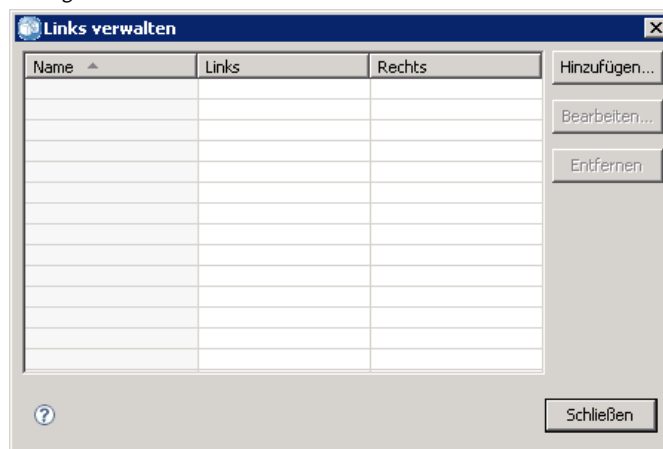 Links verwalten
Name Links Rechts
Hinzufügen...
Bearbeiten...
Entfernen
?
Schließen